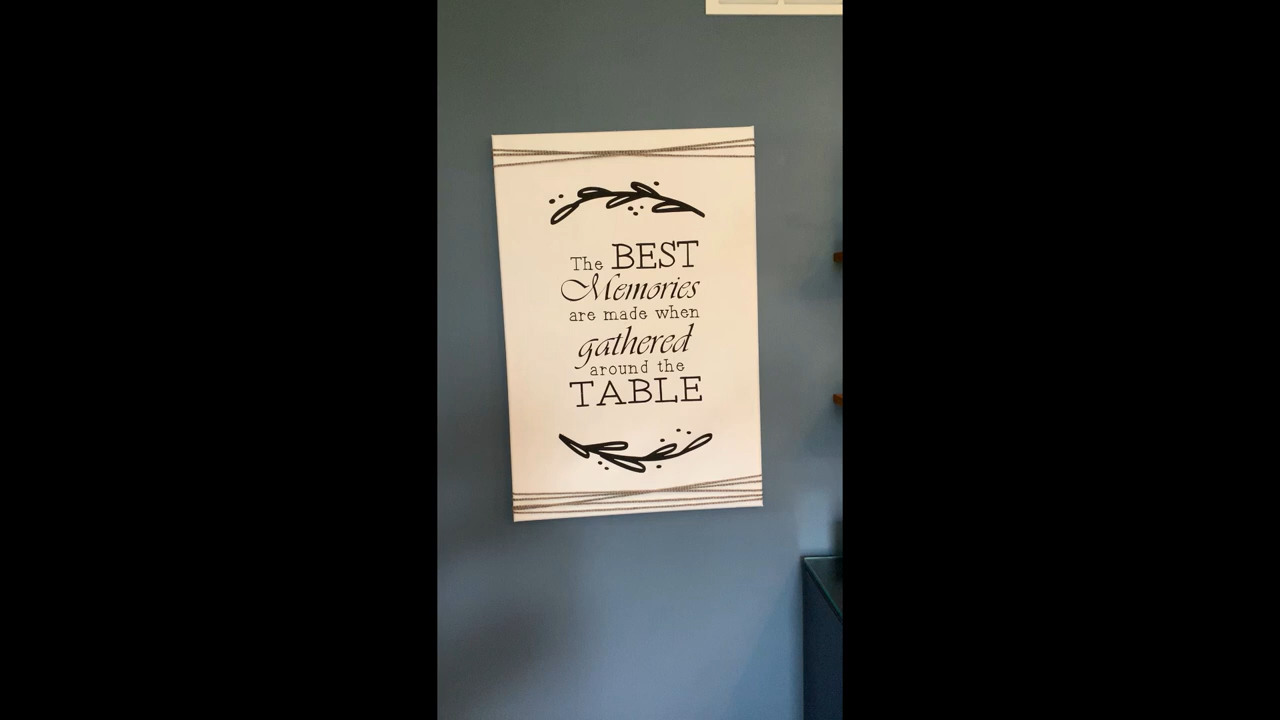 The BEST
Memories
are made when
gathered
around the
TABLE